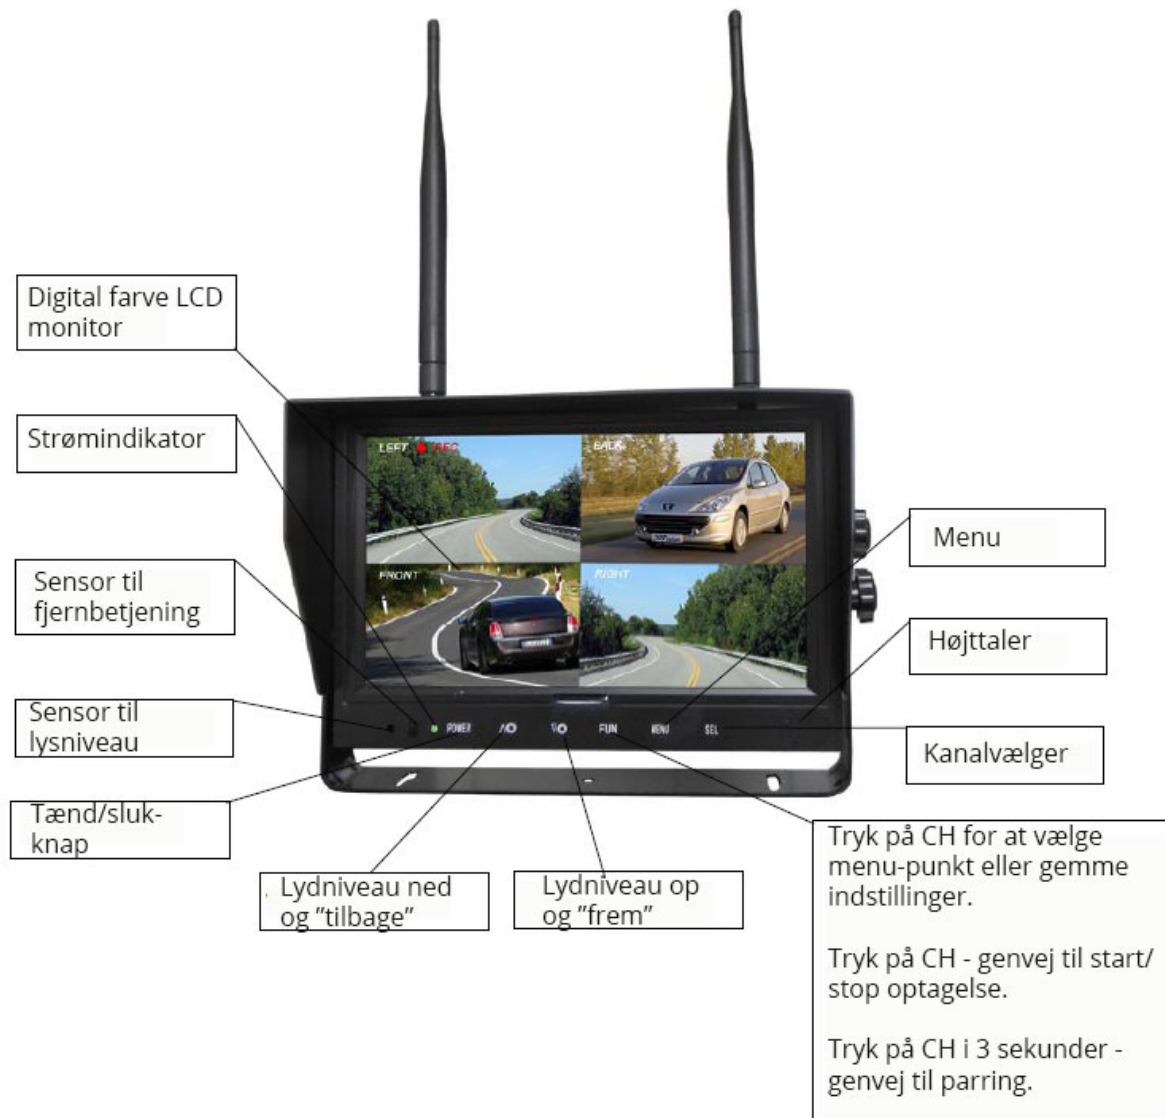 Digital farve LCD
monitor
Strømindikator
Sensor til
fjernbetjening
Sensor til
lysniveau
Tænd/sluk-
knap
LEFT REC
BACK
FRONT
RIGHT
POWER
FUN
MENU
SEL
Lydniveau ned
og ”tilbage”
Lydniveau op
og ”frem”
Menu
Højttaler
Kanalvælger
Tryk på CH for at vælge
menu-punkt eller gemme
indstillinger.
Tryk på CH - genvej til start/
stop optagelse.
Tryk på CH i 3 sekunder -
genvej til parring.